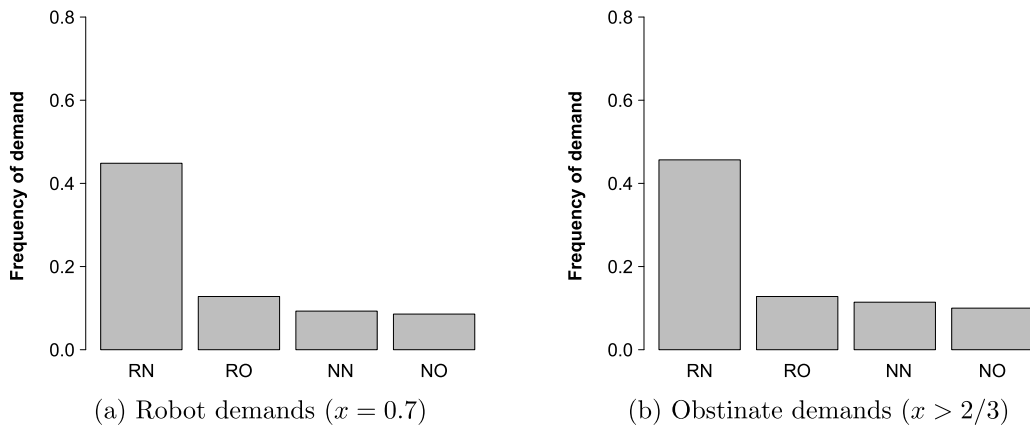 Frequency of demand
0.8
0.6
0.4
0.2
0.0
RN RO NN NO
(a) Robot demands (x = 0.7)
Frequency of demand
0.8
0.6
0.4
0.2
0.0
RN RO NN NO
(b) Obstinate demands (x > 2/3)